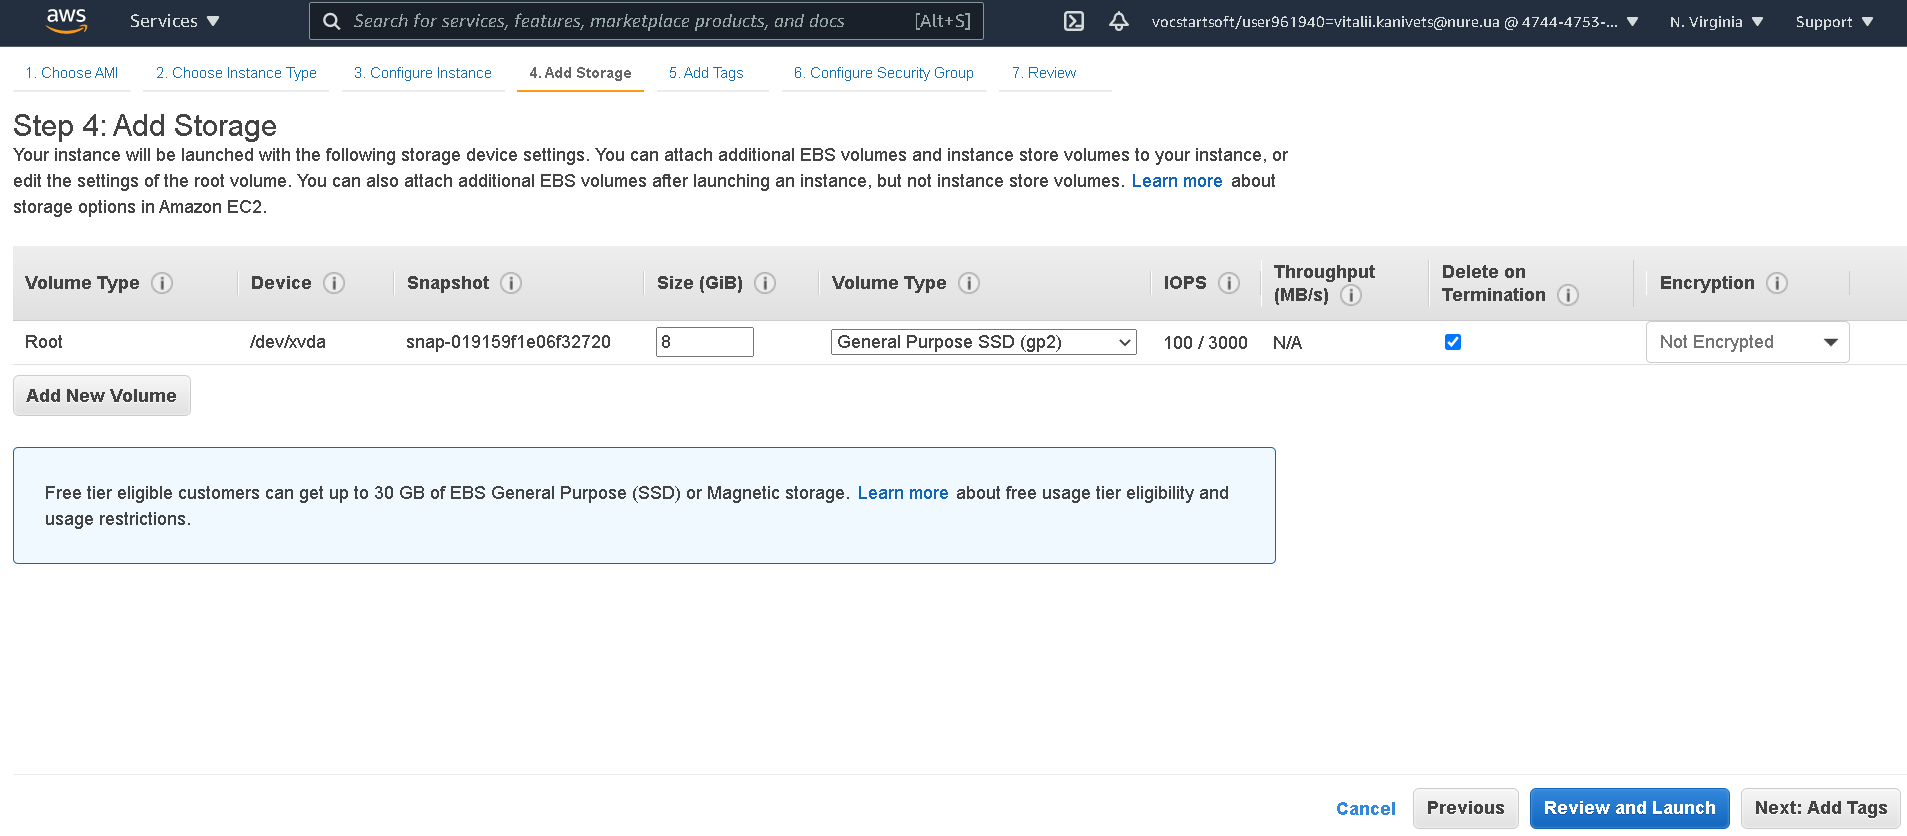 aws Services Search for services, features, marketplace products, and docs [Alt+S] vocstartsoft/user961940=vitalii.kanivets@nure.ua @ 4744-4753-... N. Virginia Support
1. Choose AMI 2. Choose Instance Type 3. Configure Instance 4. Add Storage 5. Add Tags 6. Configure Security Group 7. Review
Step 4: Add Storage
Your instance will be launched with the following storage device settings. You can attach additional EBS volumes and instance store volumes to your instance, or
edit the settings of the root volume. You can also attach additional EBS volumes after launching an instance, but not instance store volumes. Learn more about
storage options in Amazon EC2.
Volume Type i Device i Snapshot i Size (GiB) i Volume Type i IOPS i Throughput (MB/s) i Delete on Termination i Encryption i
Root /dev/xvda snap-019159f1e06f32720 8 General Purpose SSD (gp2) 100 / 3000 N/A Not Encrypted
Add New Volume
Free tier eligible customers can get up to 30 GB of EBS General Purpose (SSD) or Magnetic storage. Learn more about free usage tier eligibility and
usage restrictions.
Cancel Previous Review and Launch Next: Add Tags